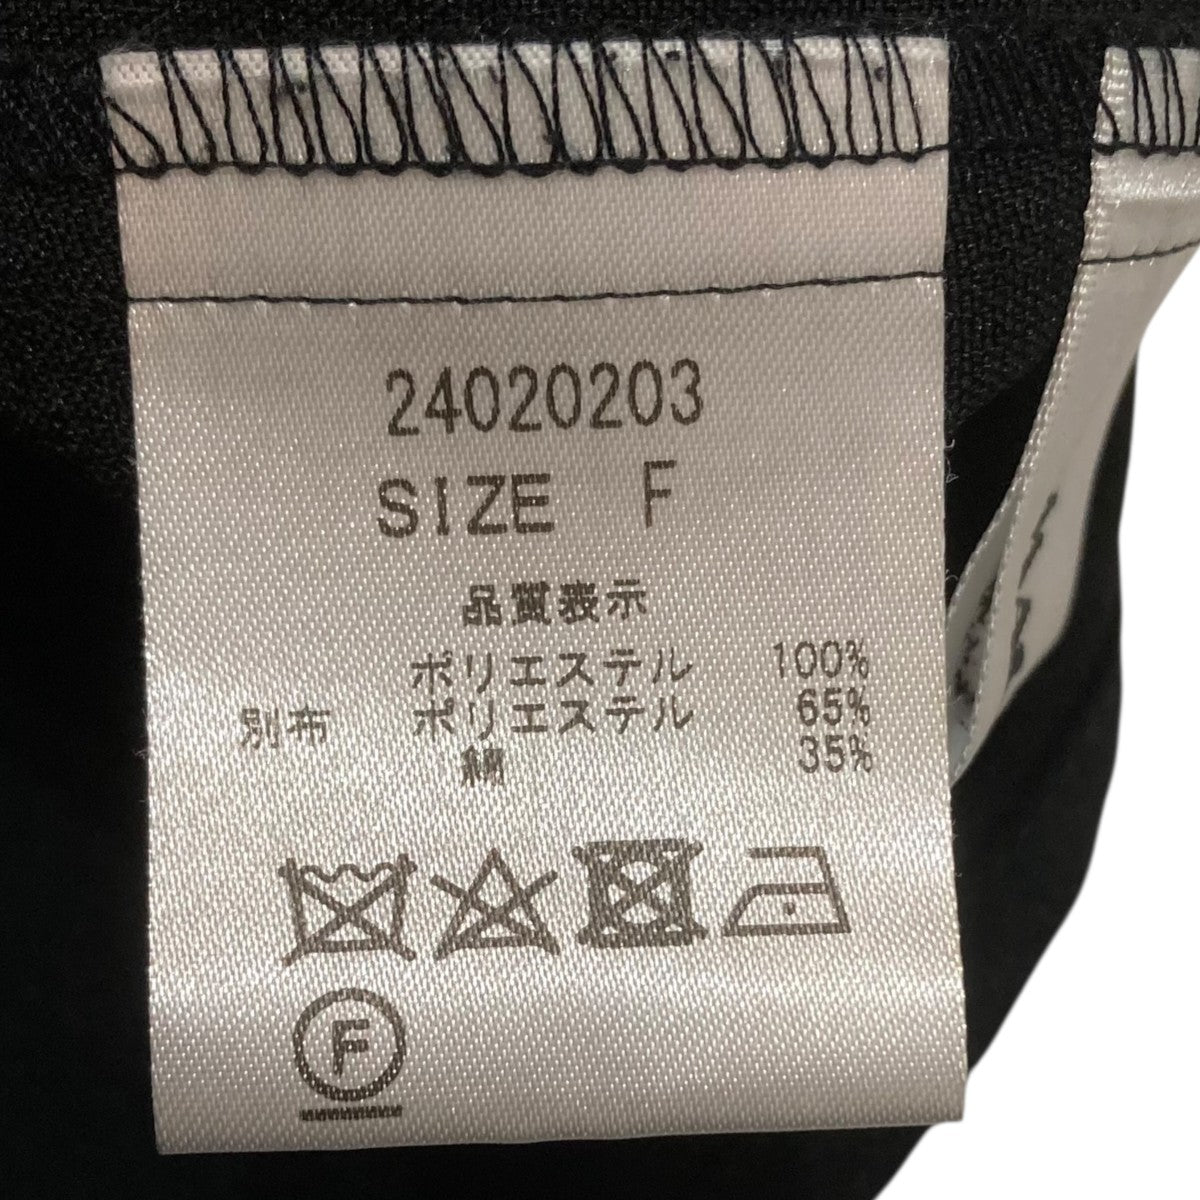 24020203
SIZE F
品質表示
ポリエステル 100%
別布 ポリエステル 65%
綿 35%
F